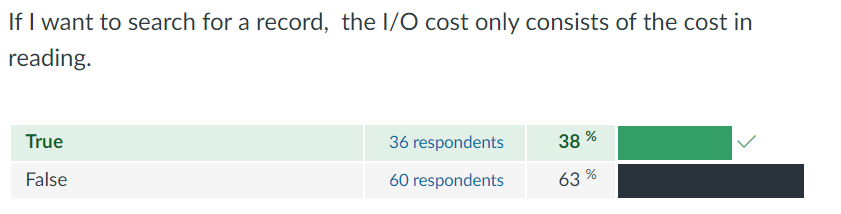 If I want to search for a record,  the I/O cost only consists of the cost in
reading.
True 36 respondents 38 %
False 60 respondents 63 %